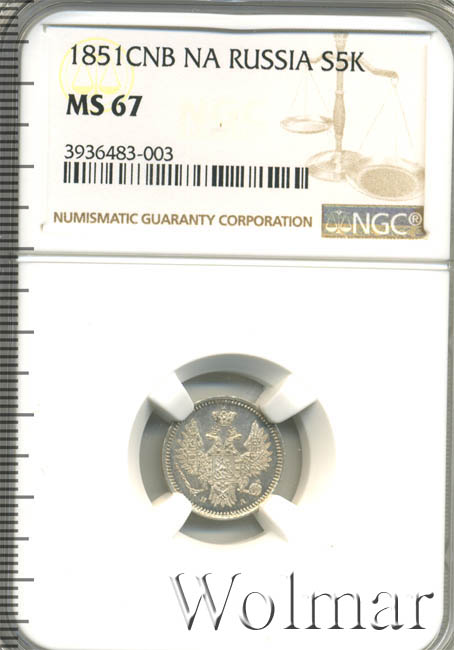 1851CNB NA RUSSIA S5K
MS 67
3936483-003
NUMISMATIC GUARANTY CORPORATION
NGC®
Wolmar